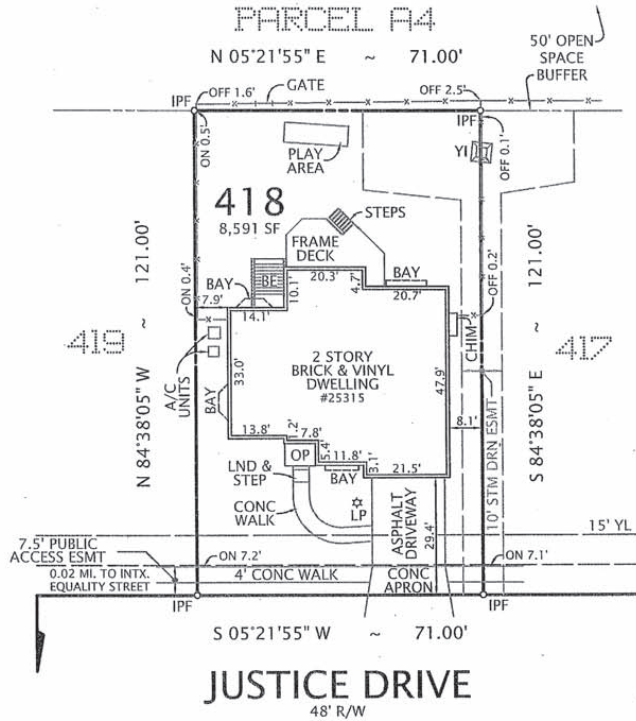 PARCEL A4
N 05°21'55" E ~ 71.00'
50' OPEN
SPACE
BUFFER
OFF 1.6'
GATE
OFF 2.5'
IPF
IPF
ON 0.5'
OFF 0.1'
PLAY
AREA
YI
418
8,591 SF
STEPS
FRAME
DECK
BE
BAY
BAY
20.3'
4.7'
20.7'
10.1'
14.1'
7.9'
ON 0.4'
OFF 0.2'
N 84°38'05" W ~ 121.00'
S 84°38'05" E ~ 121.00'
419
417
A/C
UNITS
BAY
33.0'
2 STORY
BRICK & VINYL
DWELLING
#25315
CHIM
47.9'
8.1'
10' STM DRN ESMT
13.8'
.2'
7.8'
5.4'
11.8'
3.1'
21.5'
OP
BAY
LND &
STEP
CONC
WALK
LP
ASPHALT
DRIVEWAY
29.4'
15' YL
7.5' PUBLIC
ACCESS ESMT
ON 7.2'
ON 7.1'
0.02 MI. TO INTX.
EQUALITY STREET
4' CONC WALK
CONC
APRON
IPF
IPF
S 05°21'55" W ~ 71.00'
JUSTICE DRIVE
48' R/W